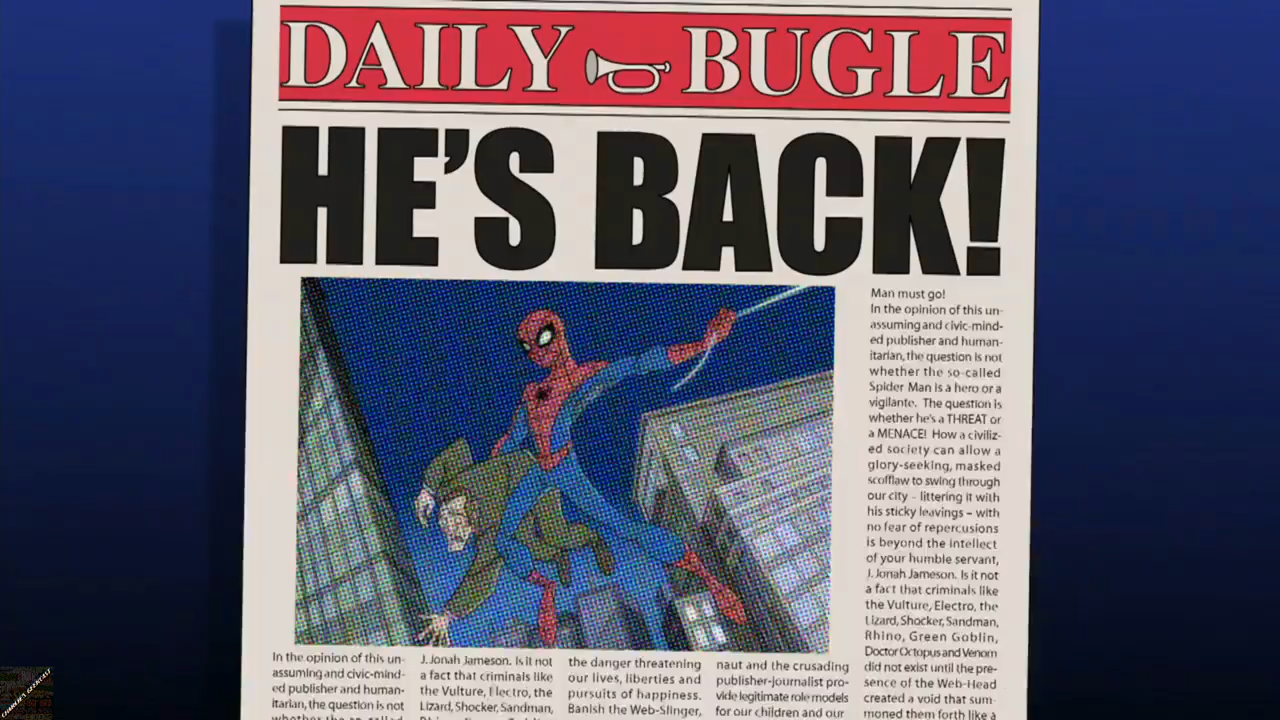 DAILY BUGLE
HE'S BACK!
Man must go!
In the opinion of this un-
assuming and civic-mind-
ed publisher and human-
itarian, the question is not
whether the so-called
Spider Man is a hero or a
vigilante. The question is
whether he's a THREAT or
a MENACE! How a civiliz-
ed society can allow a
glory-seeking, masked
scofflaw to swing through
our city - littering it with
his sticky leavings – with
no fear of repercusions
is beyond the intellect
of your humble servant,
J. Jonah Jameson. Is it not
a fact that criminals like
the Vulture, Electro, the
Lizard, Shocker, Sandman,
Rhino, Green Goblin,
Doctor Octopus and Venom
did not exist until the pre-
sence of the Web-Head
created a void that sum-
moned them forth like a
In the opinion of this un-
assuming and civic-mind-
ed publisher and human-
itarian, the question is not
whether the so-called
J. Jonah Jameson. Is it not
a fact that criminals like
the Vulture, Electro, the
Lizard, Shocker, Sandman,
the danger threatening
our lives, liberties and
pursuits of happiness.
Banish the Web-Slinger,
naut and the crusading
publisher-journalist pro-
vide legitimate role models
for our children and our